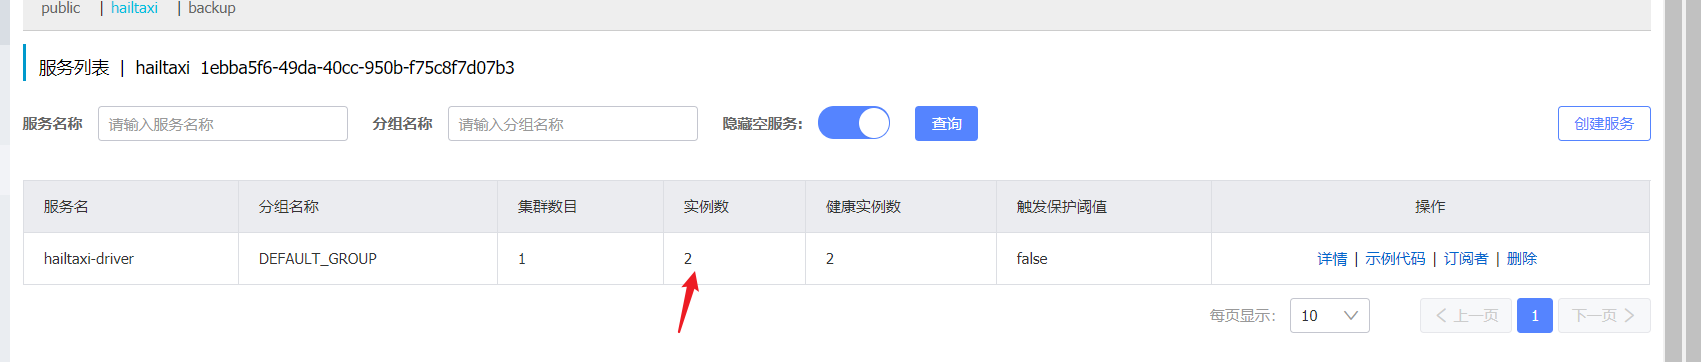 public | hailtaxi | backup
服务列表 | hailtaxi 1ebba5f6-49da-40cc-950b-f75c8f7d07b3
服务名称 请输入服务名称 分组名称 请输入分组名称 隐藏空服务: 查询 创建服务
服务名 分组名称 集群数目 实例数 健康实例数 触发保护阈值 操作
hailtaxi-driver DEFAULT_GROUP 1 2 2 false 详情 | 示例代码 | 订阅者 | 删除
每页显示: 10 上一页 1 下一页